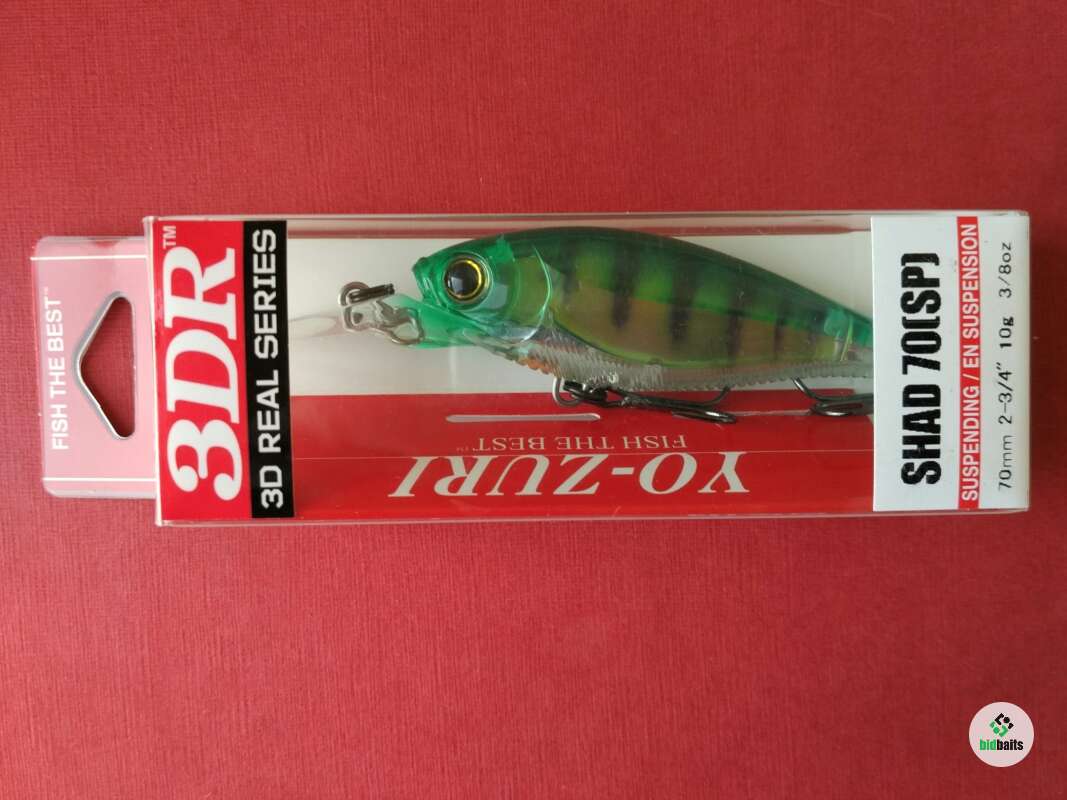 FISH THE BEST™
3DR™
3D REAL SERIES
YO-ZURI
FISH THE BEST™
SHAD 70(SP)
SUSPENDING / EN SUSPENSION
70mm 2-3/4" 10g 3/8oz
bidbaits